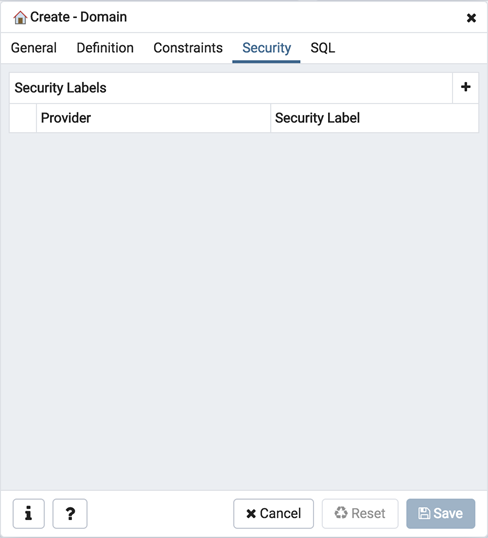 Create - Domain
General Definition Constraints Security SQL
Security Labels
Provider Security Label
i ? Cancel Reset Save